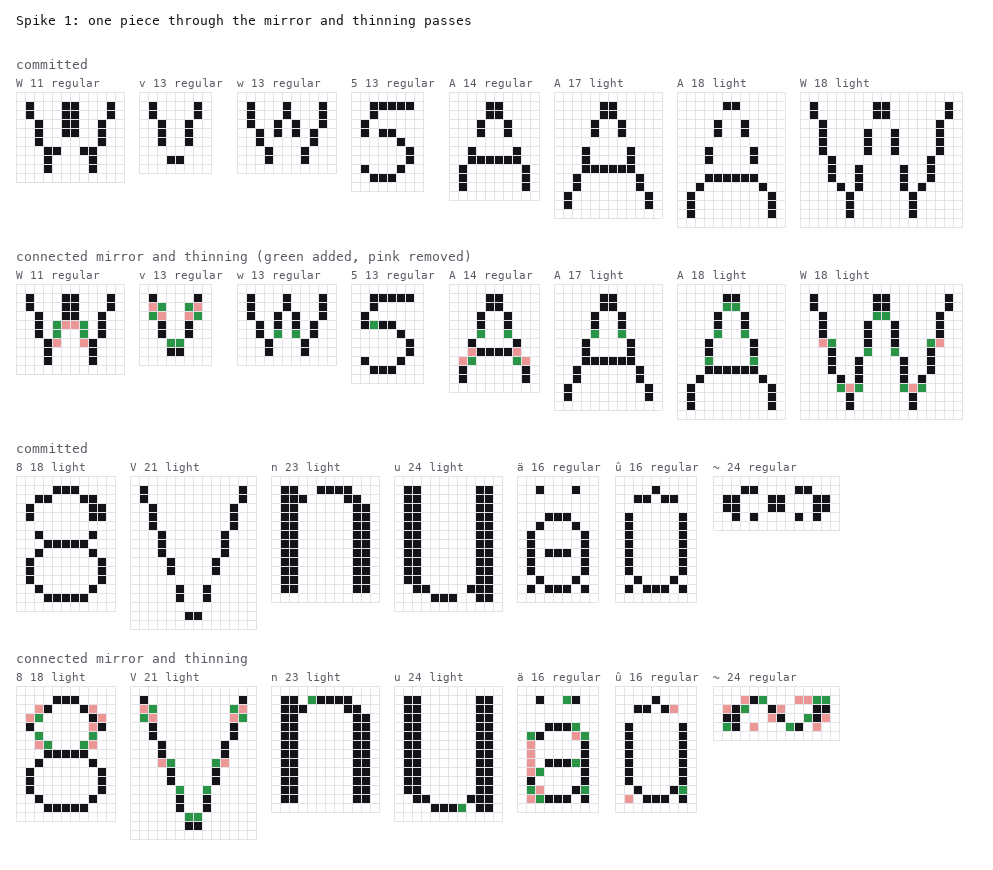 Spike 1: one piece through the mirror and thinning passes
committed
W 11 regular v 13 regular w 13 regular 5 13 regular A 14 regular A 17 light A 18 light W 18 light
connected mirror and thinning (green added, pink removed)
W 11 regular v 13 regular w 13 regular 5 13 regular A 14 regular A 17 light A 18 light W 18 light
committed
8 18 light V 21 light n 23 light u 24 light ä 16 regular û 16 regular ~ 24 regular
connected mirror and thinning
8 18 light V 21 light n 23 light u 24 light ä 16 regular û 16 regular ~ 24 regular